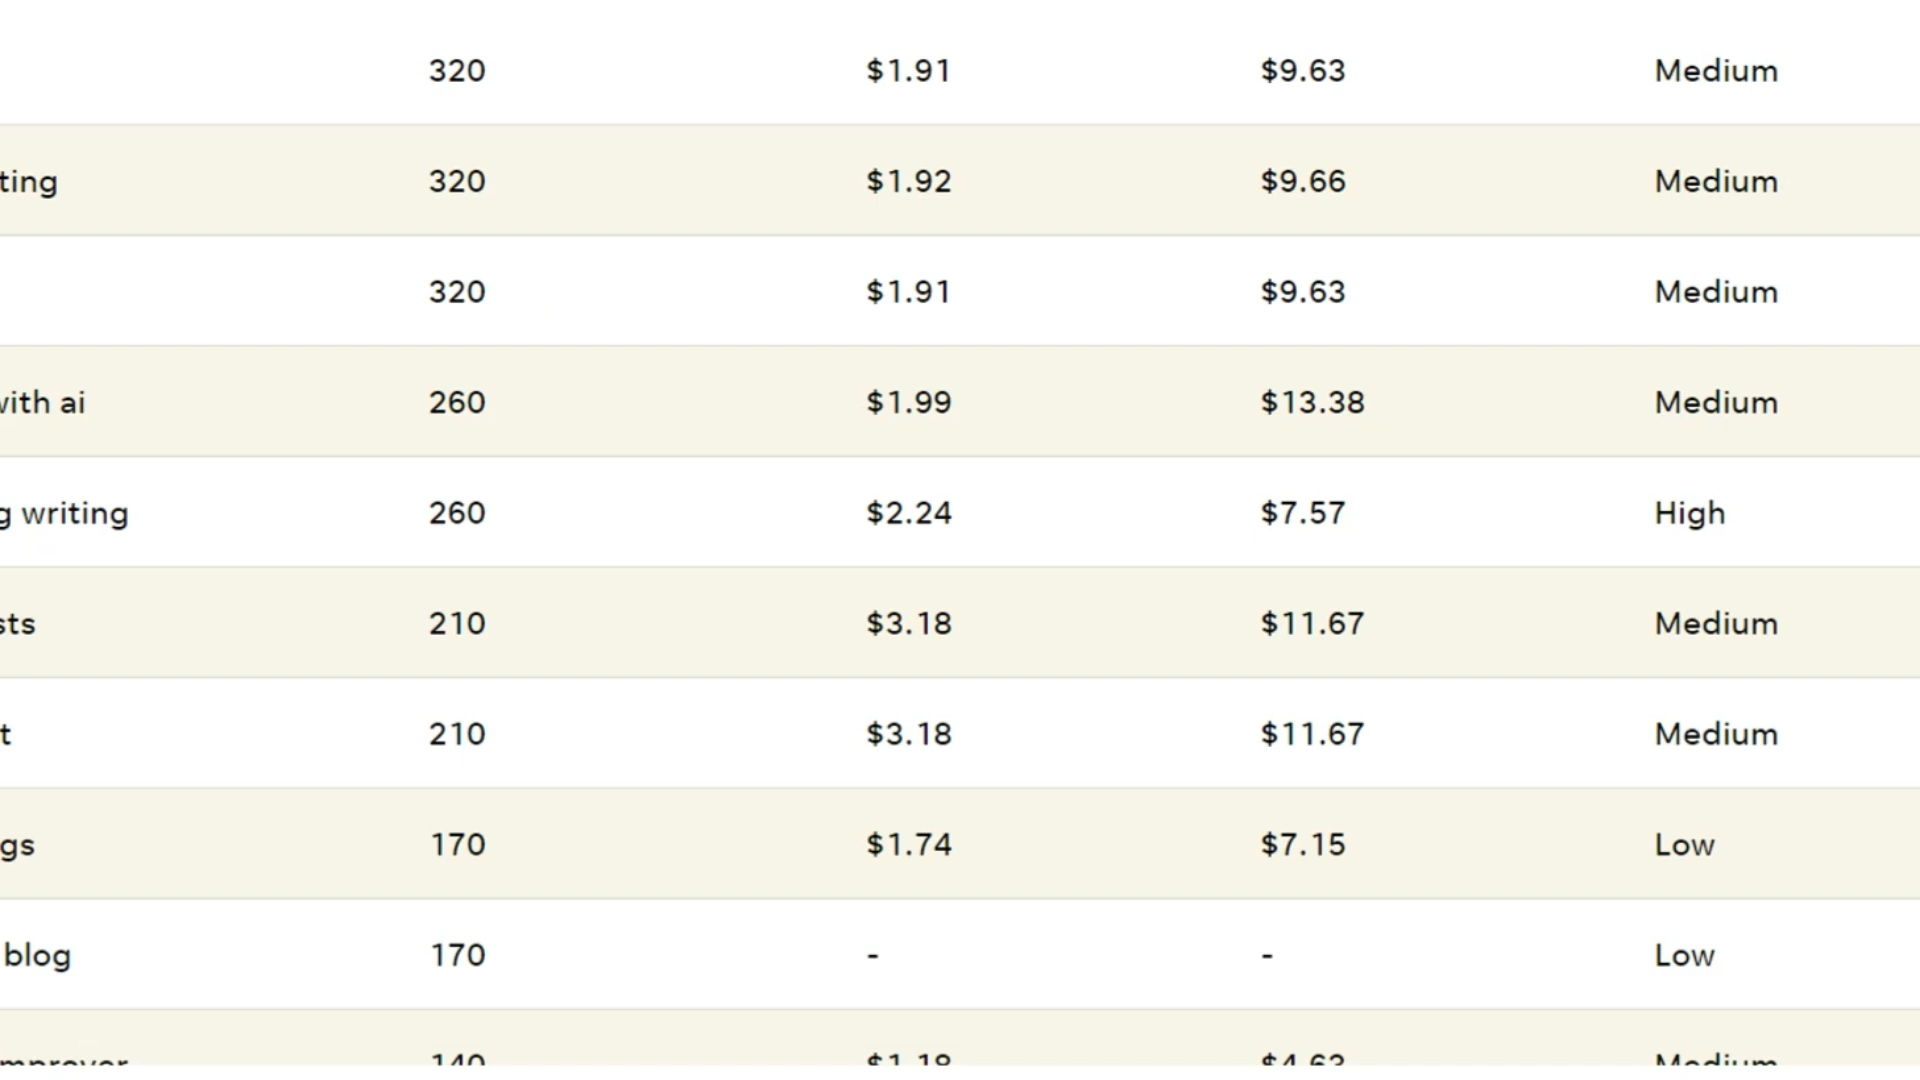 320 $1.91 $9.63 Medium
ting 320 $1.92 $9.66 Medium
320 $1.91 $9.63 Medium
with ai 260 $1.99 $13.38 Medium
g writing 260 $2.24 $7.57 High
sts 210 $3.18 $11.67 Medium
t 210 $3.18 $11.67 Medium
gs 170 $1.74 $7.15 Low
blog 170 - - Low
improver 140 $1.18 $4.63 Medium